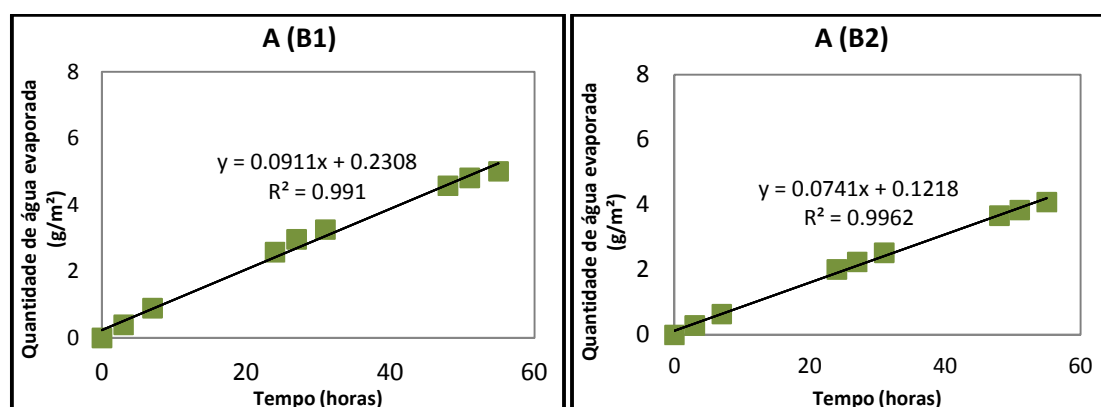 A (B1)
Quantidade de água evaporada
(g/m²)
8
6
4
2
0
y = 0.0911x + 0.2308
R² = 0.991
0
20
40
60
Tempo (horas)
A (B2)
Quantidade de água evaporada
(g/m²)
8
6
4
2
0
y = 0.0741x + 0.1218
R² = 0.9962
0
20
40
60
Tempo (horas)